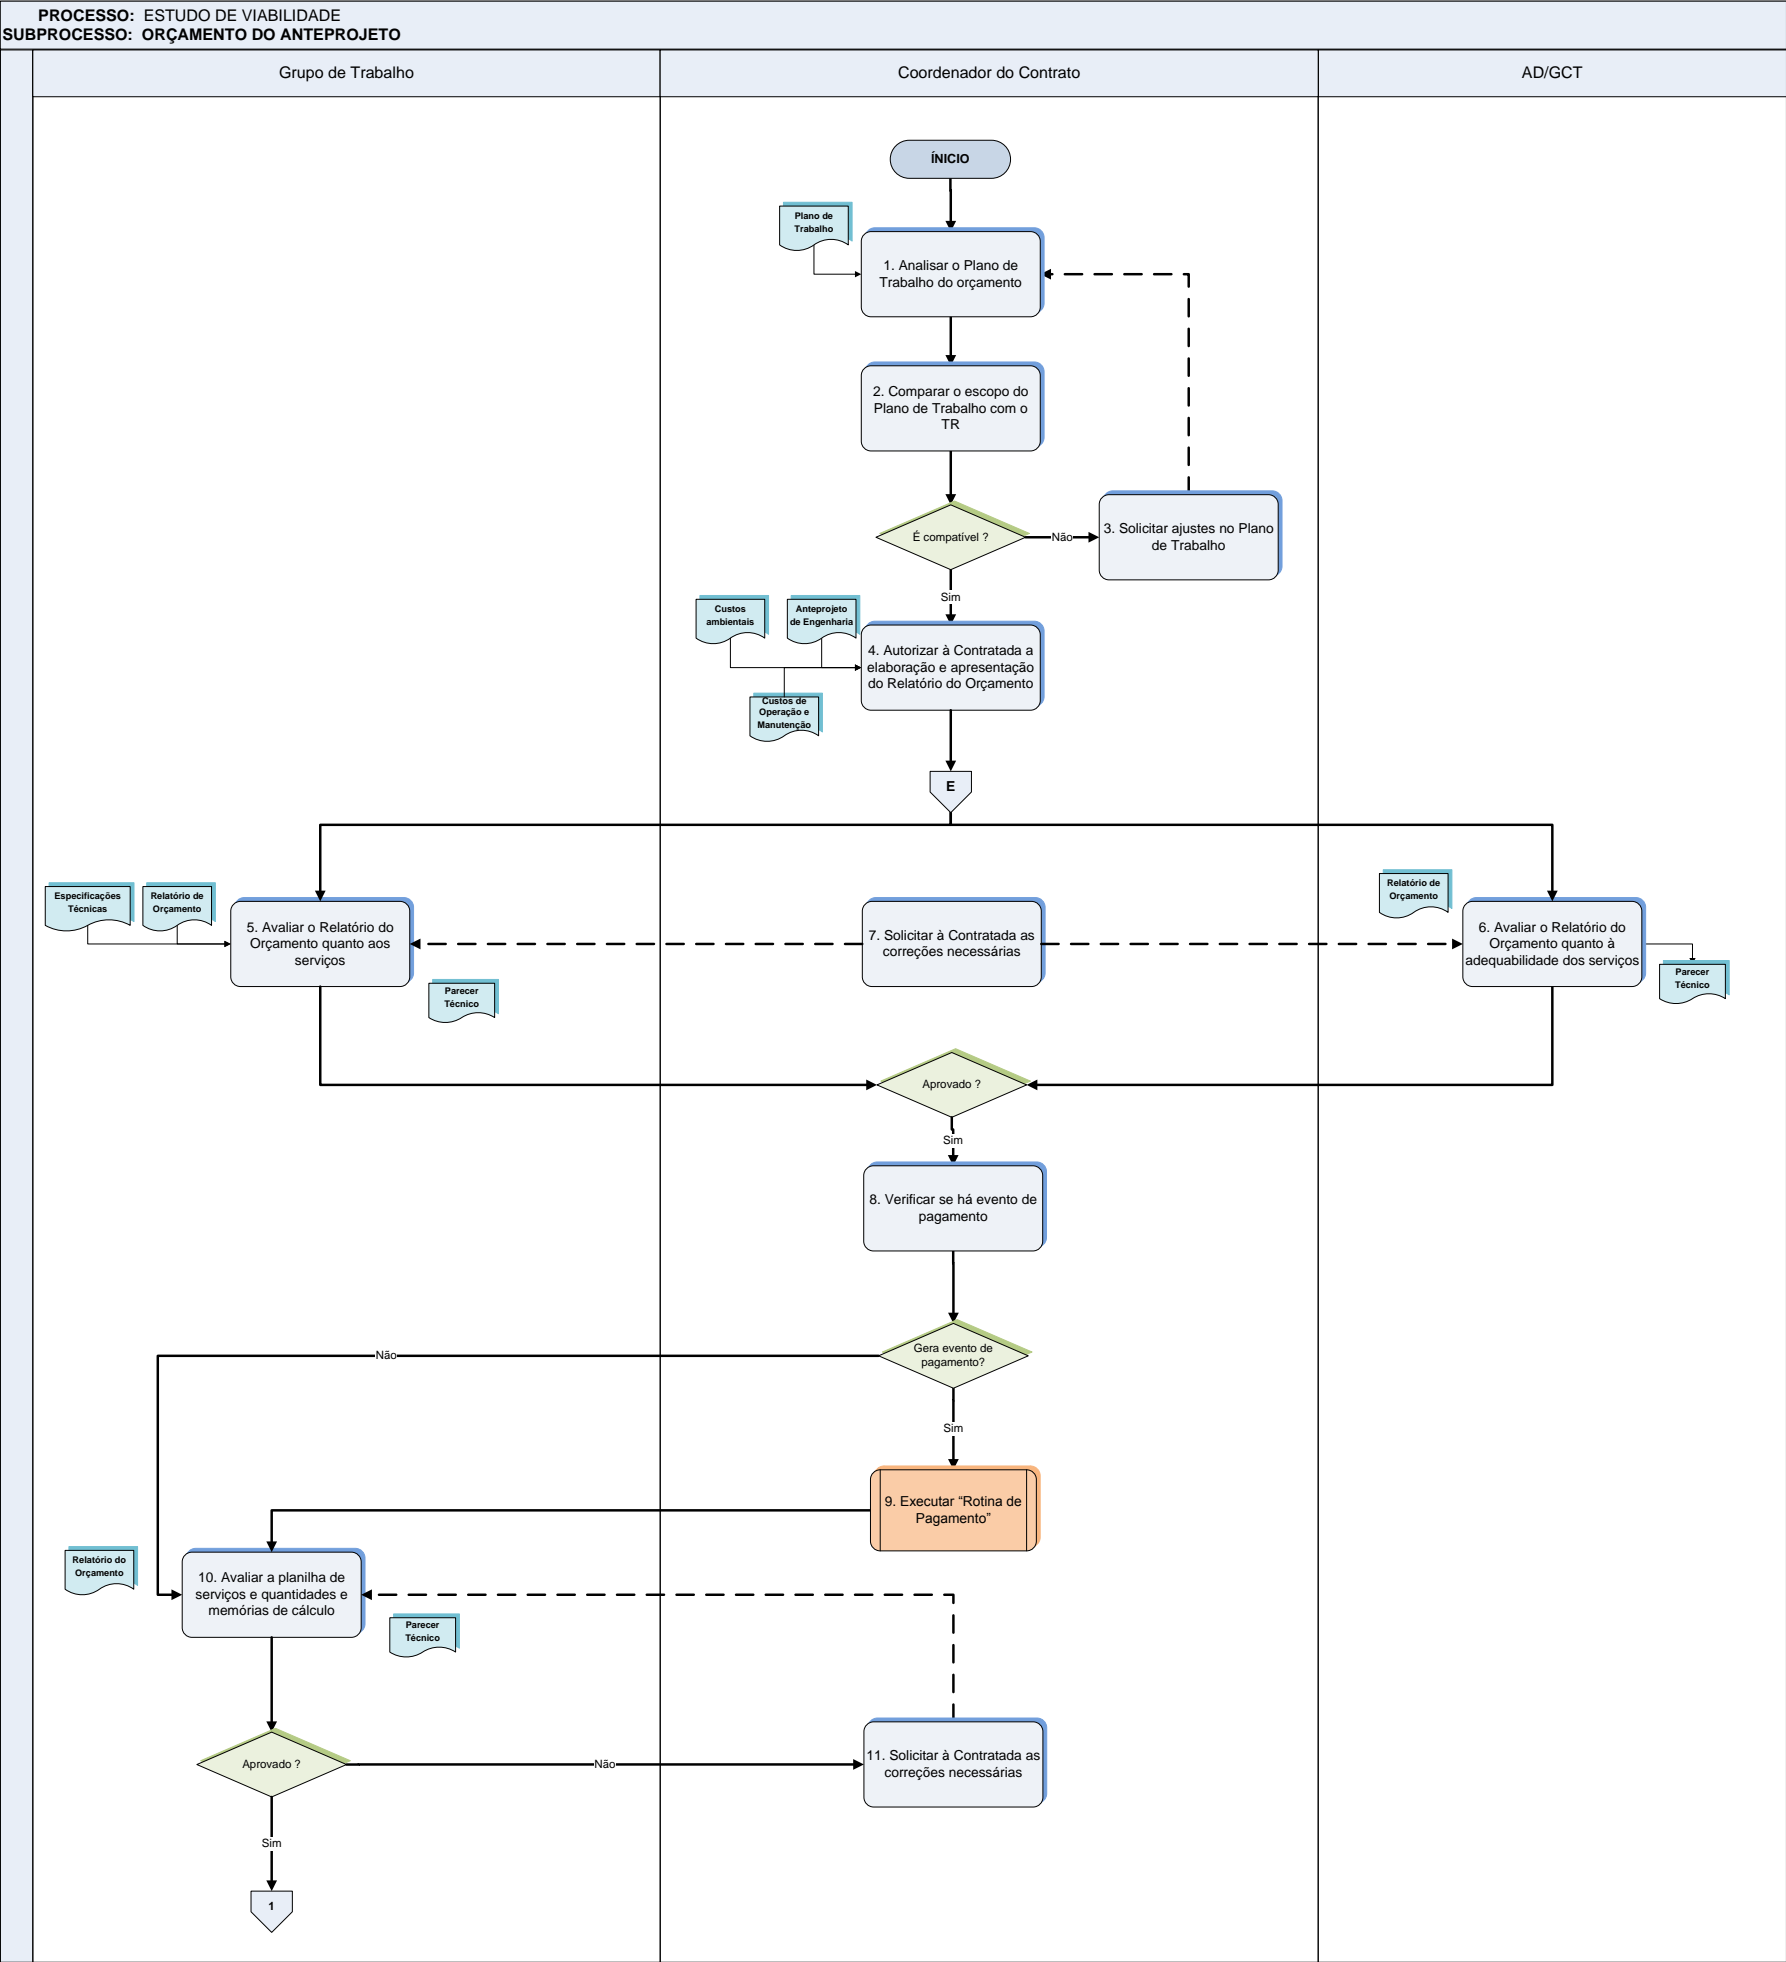 PROCESSO: ESTUDO DE VIABILIDADE
SUBPROCESSO: ORÇAMENTO DO ANTEPROJETO
Grupo de Trabalho
Coordenador do Contrato
AD/GCT
ÍNICIO
Plano de
Trabalho
1. Analisar o Plano de
Trabalho do orçamento
2. Comparar o escopo do
Plano de Trabalho com o
TR
É compatível ?
Não
3. Solicitar ajustes no Plano
de Trabalho
Sim
Custos
ambientais
Anteprojeto
de Engenharia
4. Autorizar à Contratada a
elaboração e apresentação
do Relatório do Orçamento
Custos de
Operação e
Manutenção
E
Especificações
Técnicas
Relatório de
Orçamento
5. Avaliar o Relatório do
Orçamento quanto aos
serviços
Parecer
Técnico
7. Solicitar à Contratada as
correções necessárias
Relatório de
Orçamento
6. Avaliar o Relatório do
Orçamento quanto à
adequabilidade dos serviços
Parecer
Técnico
Aprovado ?
Sim
8. Verificar se há evento de
pagamento
Gera evento de
pagamento?
Não
Sim
9. Executar “Rotina de
Pagamento”
Relatório do
Orçamento
10. Avaliar a planilha de
serviços e quantidades e
memórias de cálculo
Parecer
Técnico
Aprovado ?
Não
11. Solicitar à Contratada as
correções necessárias
Sim
1